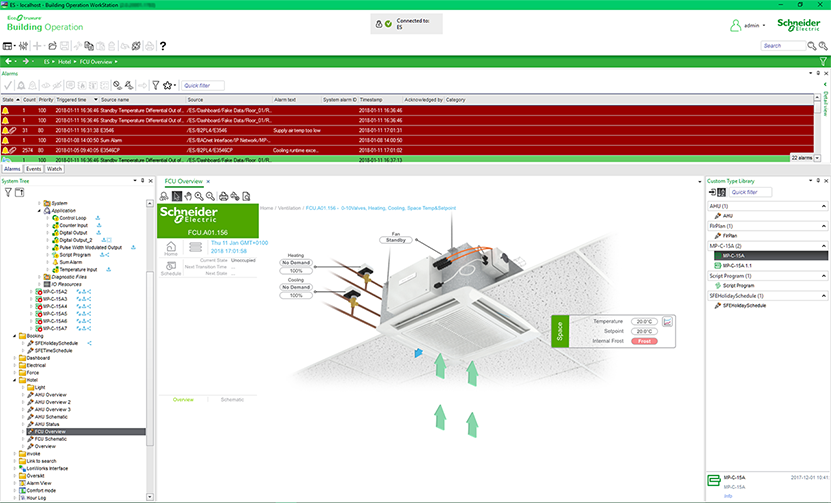 ES - localhost - Building Operation WorkStation
EcoStruxure
Building Operation
Connected to:
ES
admin
Schneider
Electric
Search
ES Hotel FCU Overview
Alarms
State Count Priority Triggered time Source name Source Alarm text System alarm ID Timestamp Acknowledged by Category
Quick filter
100 2018-01-11 16:36:46 Standby Temperature Differential Out of... /ES/Dashboard/Fake Data/Floor_01/R... 2018-01-11 16:36:46
100 2018-01-11 16:36:46 Standby Temperature Differential Out of... /ES/Dashboard/Fake Data/Floor_01/R... 2018-01-11 16:36:46
31 80 2018-01-11 16:31:38 E3546 /ES/B2PL4/E3546 Supply air temp too low 2018-01-11 17:01:31
1 100 2018-01-08 14:00:50 Sum Alarm /ES/BACnet Interface/IP Network/MP-... 2018-01-08 14:00:50
2574 80 2018-01-05 09:40:05 E3546CP /ES/B2PL4/E3546 Cooling runtime exce... 2018-01-11 17:01:02
100 2018-01-11 16:36:46 Standby Temperature Differential Out of... /ES/Dashboard/Fake Data/Floor_01/R... 2018-01-11 16:37:13
22 alarms
Alarms Events Watch
System Tree
System
Application
Control Loop
Counter Input
Digital Output
Digital Output_2
Pulse Width Modulated Output
Script Program
Sum Alarm
Temperature Input
Diagnostic Files
IO Resources
MP-C-15A2
MP-C-15A3
MP-C-15A4
MP-C-15A5
MP-C-15A6
MP-C-15A7
Booking
SFEHolidaySchedule
SFETimeSchedule
Dashboard
Electrical
Force
Hotel
Light
AHU Overview
AHU Overview 2
AHU Overview 3
AHU Schematic
AHU Status
FCU Overview
FCU Schematic
Overview
Invoke
Link to search
LonWorks Interface
Oversikt
Alarm View
Comfort mode
Your Log
FCU Overview
Schneider
Electric
Home / Ventilation / FCU.A01.156 - 0-10Valves, Heating, Cooling, Space Temp&Setpoint
FCU.A01.156
Home
Thu 11 Jan GMT+0100
2018 17:01:58
Schedule
Current State Unoccupied
Next Transition Time --
Next State --
Overview Schematic
Fan
Standby
Heating
No Demand
100%
Cooling
No Demand
100%
Space
Temperature 20.0°C
Setpoint 20.0°C
Internal Frost Frost
Custom Type Library
Quick filter
AHU (1)
AHU
FirPlan (1)
FirPlan
MP-C-15A (2)
MP-C-15A
MP-C-15A 1.1
Script Program (1)
Script Program
SFEHolidaySchedule (1)
SFEHolidaySchedule
MP-C-15A 2017-12-01 10:41
MP-C-15A
Info